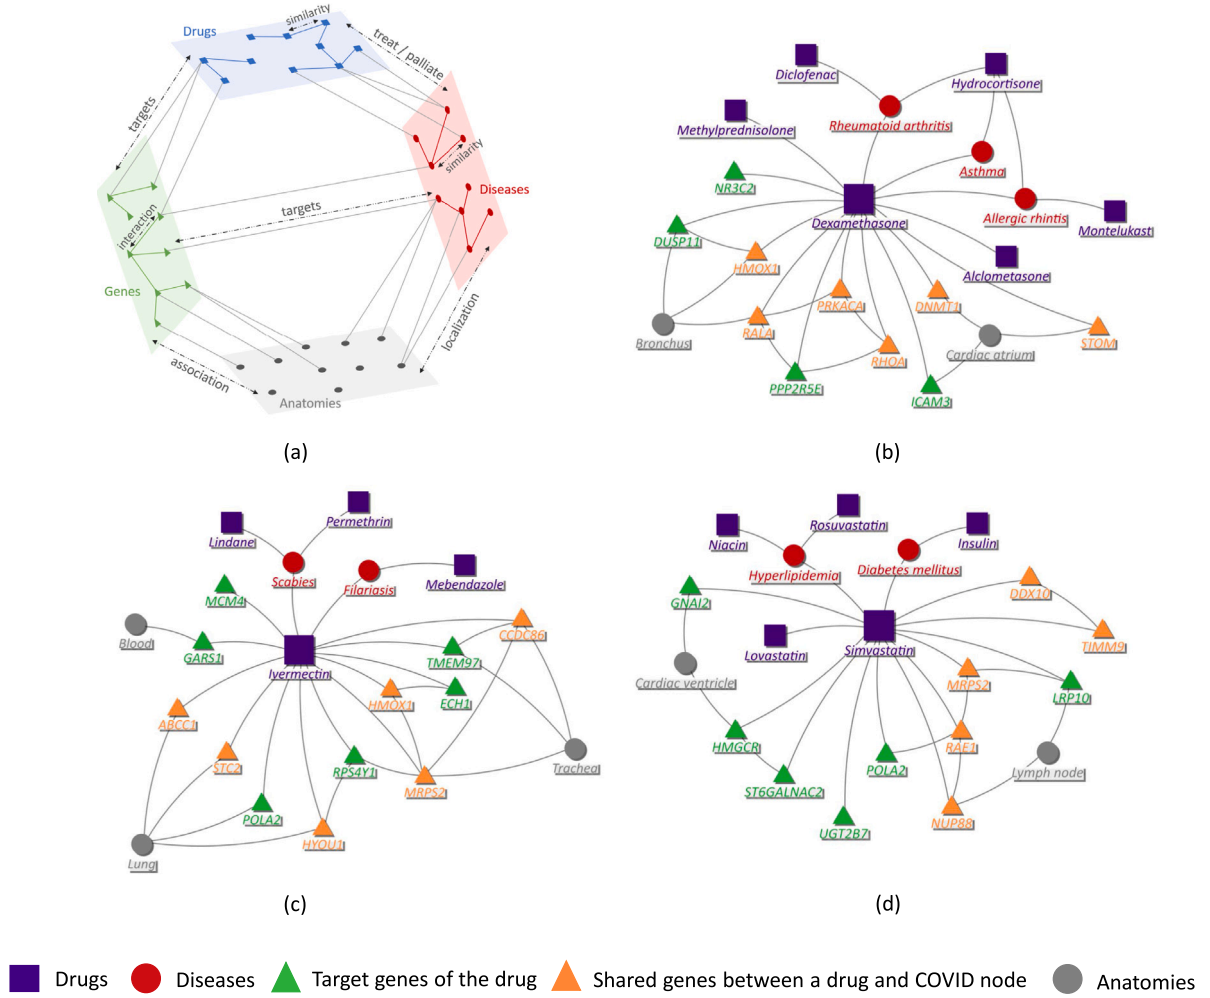 similarity
Drugs
treat / palliate
targets
similarity
Diseases
targets
interaction
Genes
localization
association
Anatomies
(a)
Diclofenac
Hydrocortisone
Rheumatoid arthritis
Methylprednisolone
Asthma
NR3C2
Allergic rhintis
Dexamethasone
Montelukast
DUSP11
HMOX1
Alclometasone
PRKACA
DNMT1
RALA
Bronchus
Cardiac atrium
STOM
RHOA
PPP2R5E
ICAM3
(b)
Permethrin
Lindane
Scabies
Filariasis
Mebendazole
MCM4
CCDC86
Blood
GARS1
TMEM97
Ivermectin
HMOX1
ECH1
ABCC1
STC2
RPS4Y1
Trachea
MRPS2
POLA2
HYOU1
Lung
(c)
Rosuvastatin
Niacin
Insulin
Hyperlipidemia
Diabetes mellitus
DDX10
GNAI2
Lovastatin
Simvastatin
TIMM9
Cardiac ventricle
MRPS2
LRP10
HMGCR
RAE1
POLA2
Lymph node
ST6GALNAC2
UGT2B7
NUP88
(d)
Drugs
Diseases
Target genes of the drug
Shared genes between a drug and COVID node
Anatomies